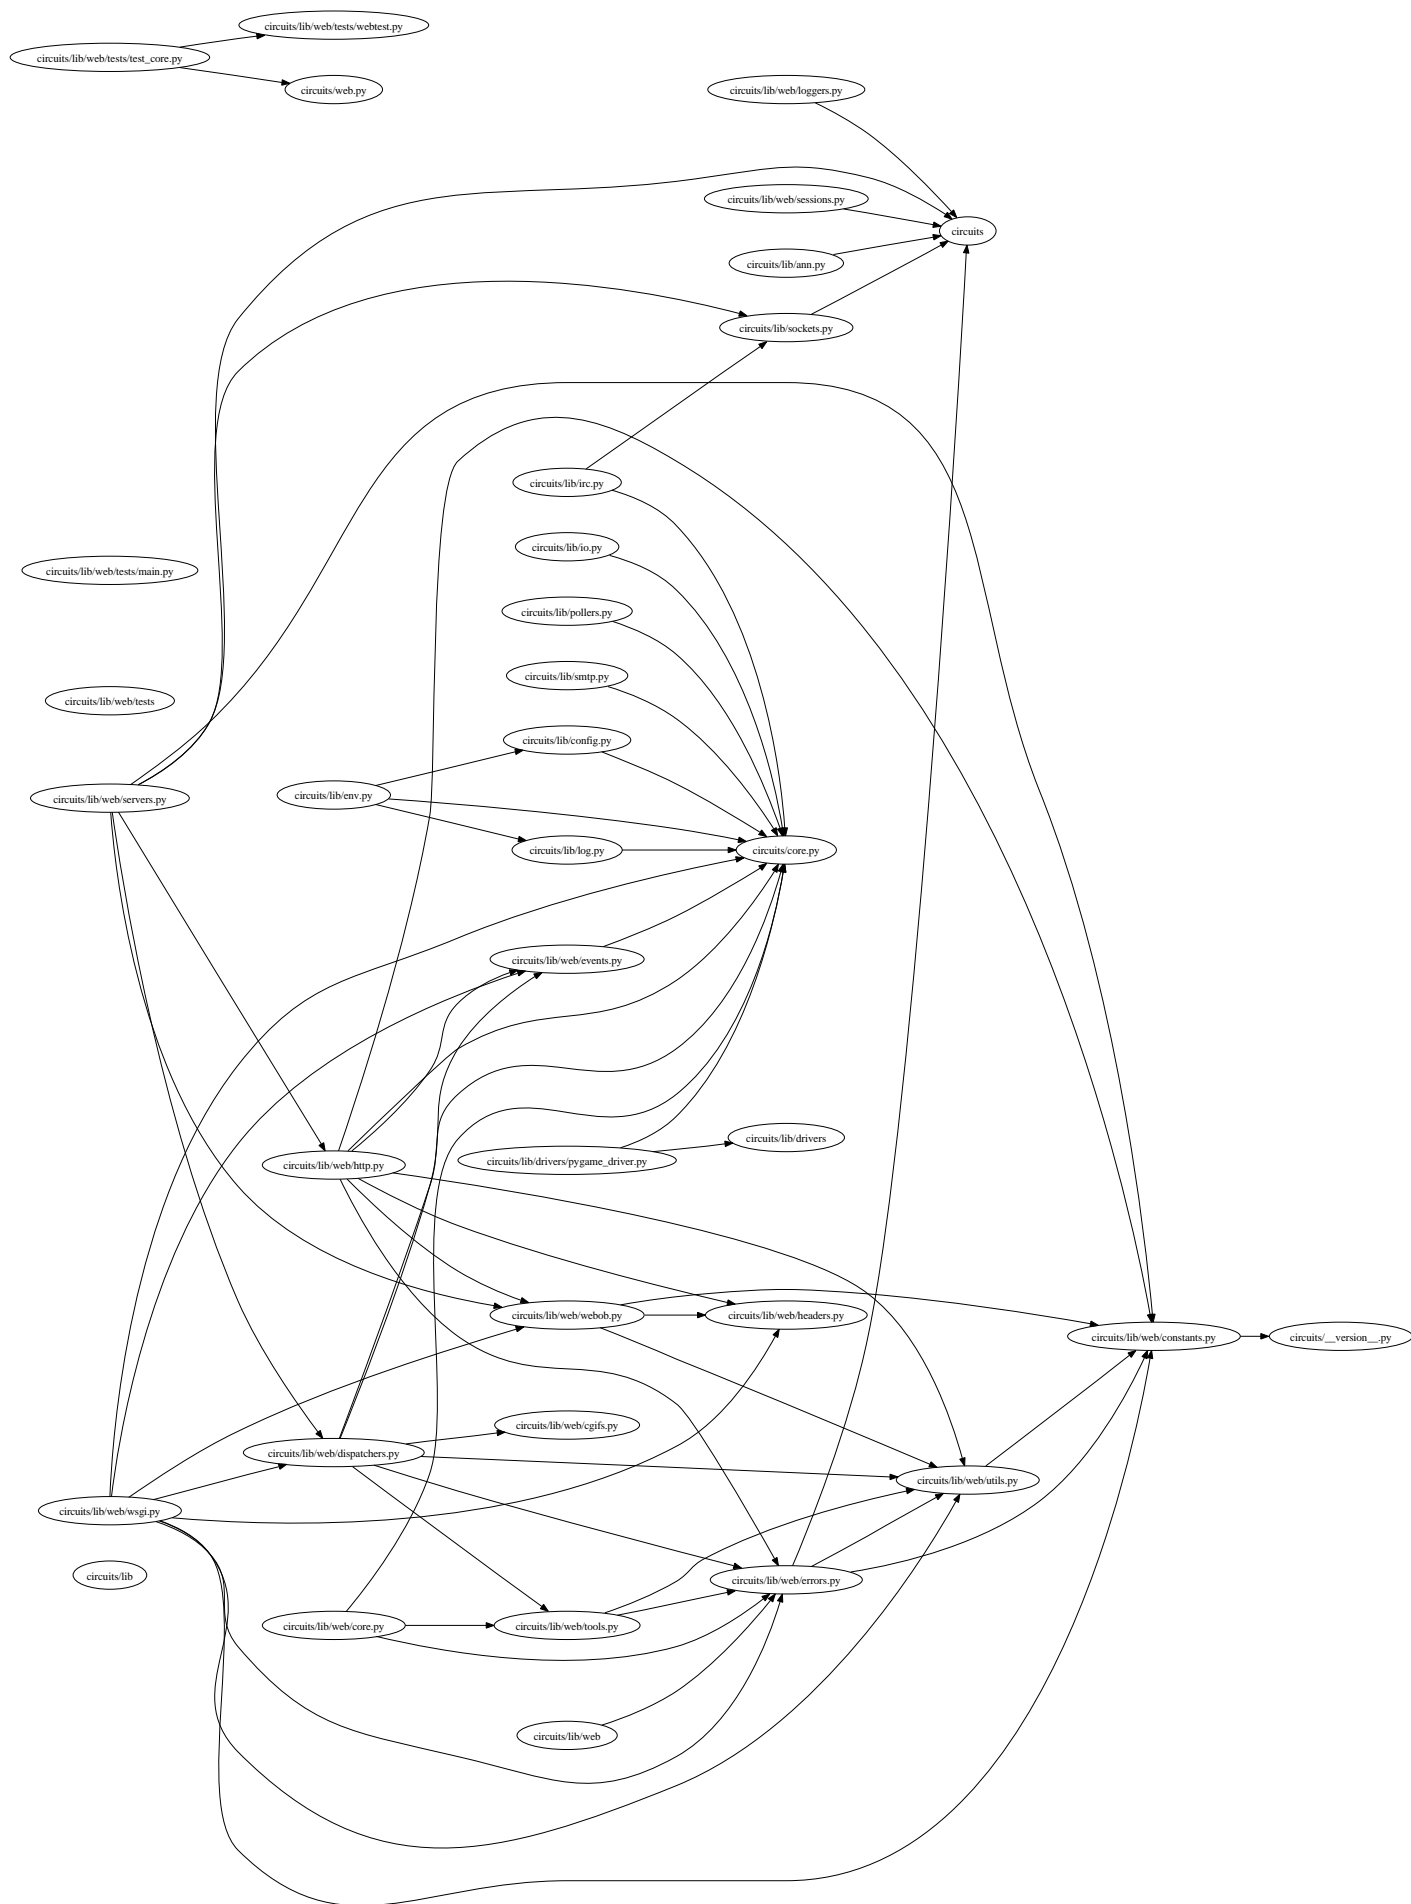 circuits/lib/web/tests/webtest.py
circuits/lib/web/tests/test_core.py
circuits/web.py
circuits/lib/web/loggers.py
circuits/lib/web/sessions.py
circuits
circuits/lib/ann.py
circuits/lib/sockets.py
circuits/lib/irc.py
circuits/lib/io.py
circuits/lib/web/tests/main.py
circuits/lib/pollers.py
circuits/lib/smtp.py
circuits/lib/web/tests
circuits/lib/config.py
circuits/lib/env.py
circuits/lib/web/servers.py
circuits/lib/log.py
circuits/core.py
circuits/lib/web/events.py
circuits/lib/drivers
circuits/lib/web/http.py
circuits/lib/drivers/pygame_driver.py
circuits/lib/web/webob.py
circuits/lib/web/headers.py
circuits/lib/web/constants.py
circuits/__version__.py
circuits/lib/web/cgifs.py
circuits/lib/web/dispatchers.py
circuits/lib/web/utils.py
circuits/lib/web/wsgi.py
circuits/lib
circuits/lib/web/errors.py
circuits/lib/web/core.py
circuits/lib/web/tools.py
circuits/lib/web